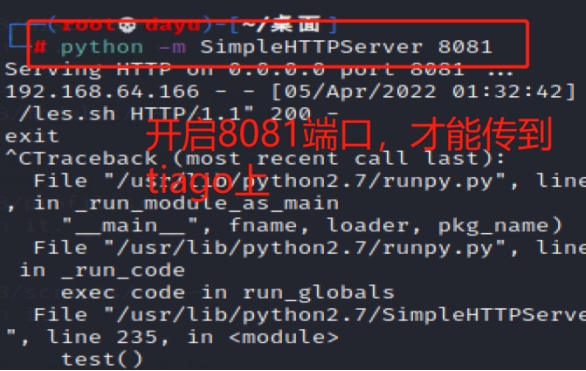 (root💀dayu)-[~/桌面]
# python -m SimpleHTTPServer 8081
Serving HTTP on 0.0.0.0 port 8081 ...
192.168.64.166 - - [05/Apr/2022 01:32:42]
/les.sh HTTP/1.1" 200 -
exit
开启8081端口，才能传到
tiago上
^CTraceback (most recent call last):
File "/usr/lib/python2.7/runpy.py", line
, in _run_module_as_main
"__main__", fname, loader, pkg_name)
File "/usr/lib/python2.7/runpy.py", line
in _run_code
exec code in run_globals
File "/usr/lib/python2.7/SimpleHTTPServe
", line 235, in <module>
test()